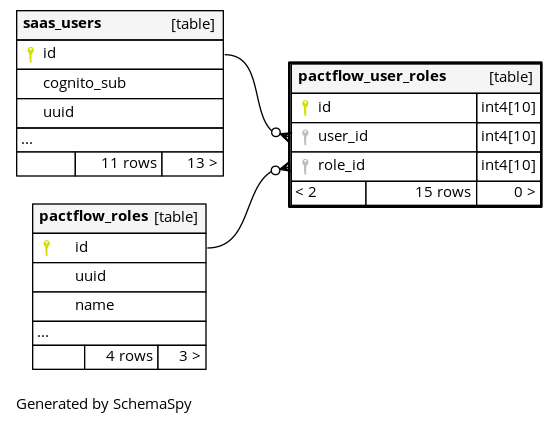 saas_users [table]
id
cognito_sub
uuid
...
11 rows 13 >
pactflow_user_roles [table]
id int4[10]
user_id int4[10]
role_id int4[10]
< 2 15 rows 0 >
pactflow_roles [table]
id
uuid
name
...
4 rows 3 >
Generated by SchemaSpy